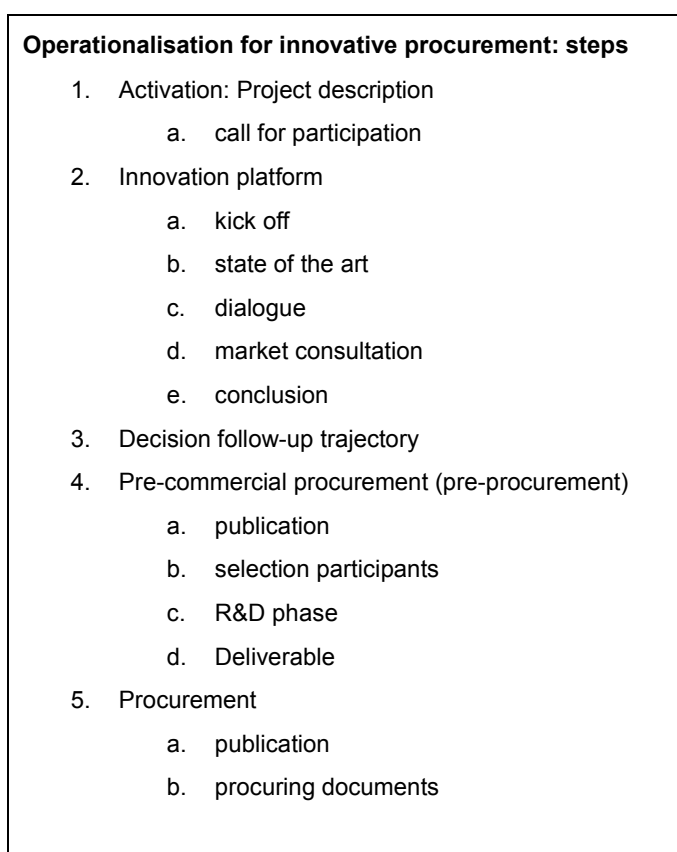 Operationalisation for innovative procurement: steps
1. Activation: Project description
a. call for participation
2. Innovation platform
a. kick off
b. state of the art
c. dialogue
d. market consultation
e. conclusion
3. Decision follow-up trajectory
4. Pre-commercial procurement (pre-procurement)
a. publication
b. selection participants
c. R&D phase
d. Deliverable
5. Procurement
a. publication
b. procuring documents